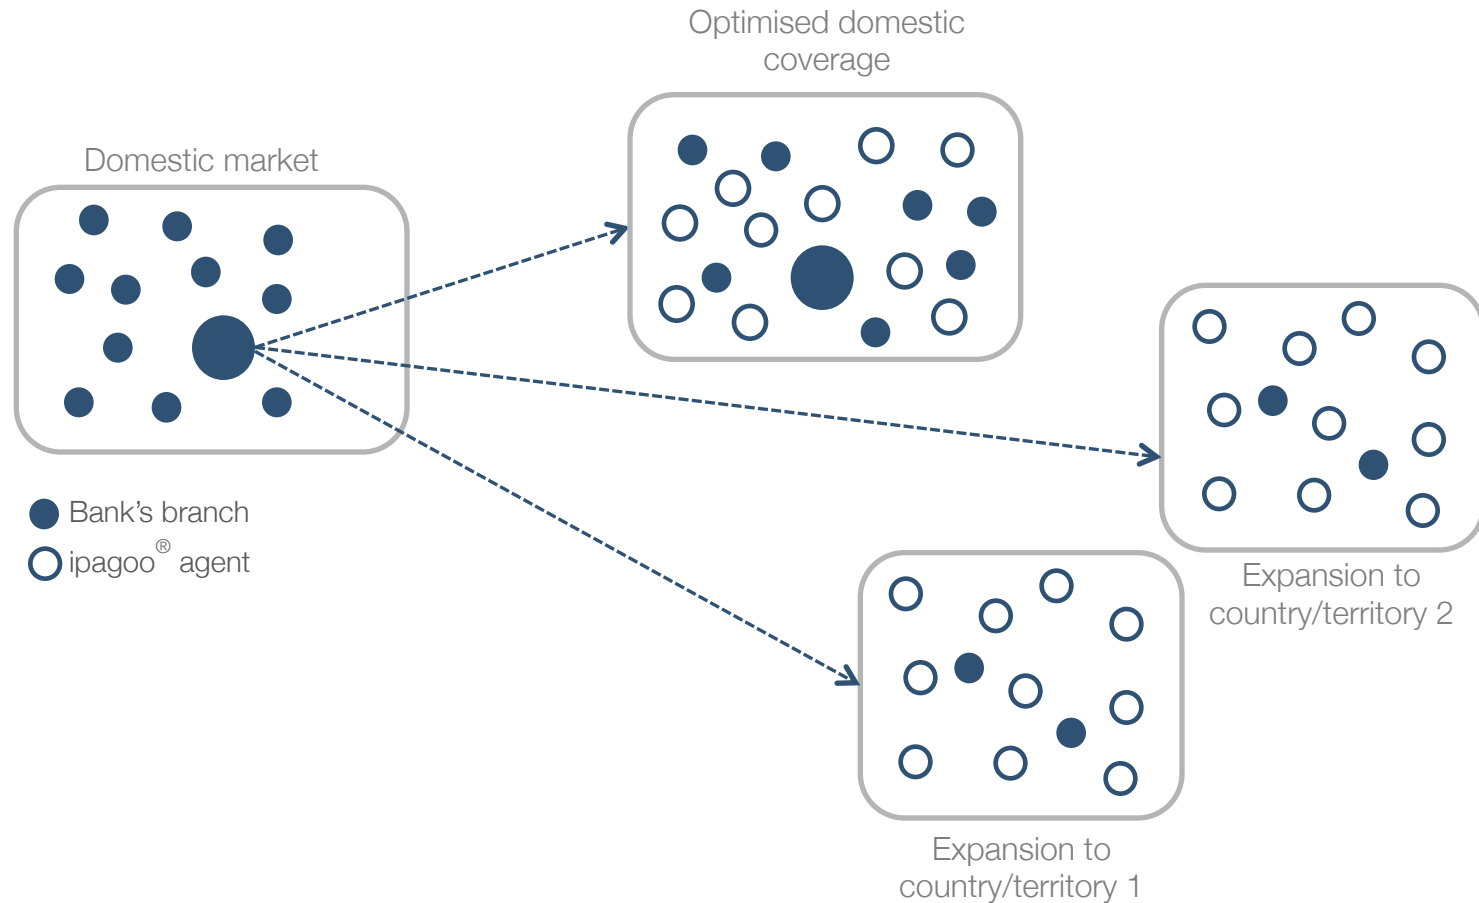 Optimised domestic
coverage
Domestic market
Bank’s branch
ipagoo® agent
Expansion to
country/territory 2
Expansion to
country/territory 1